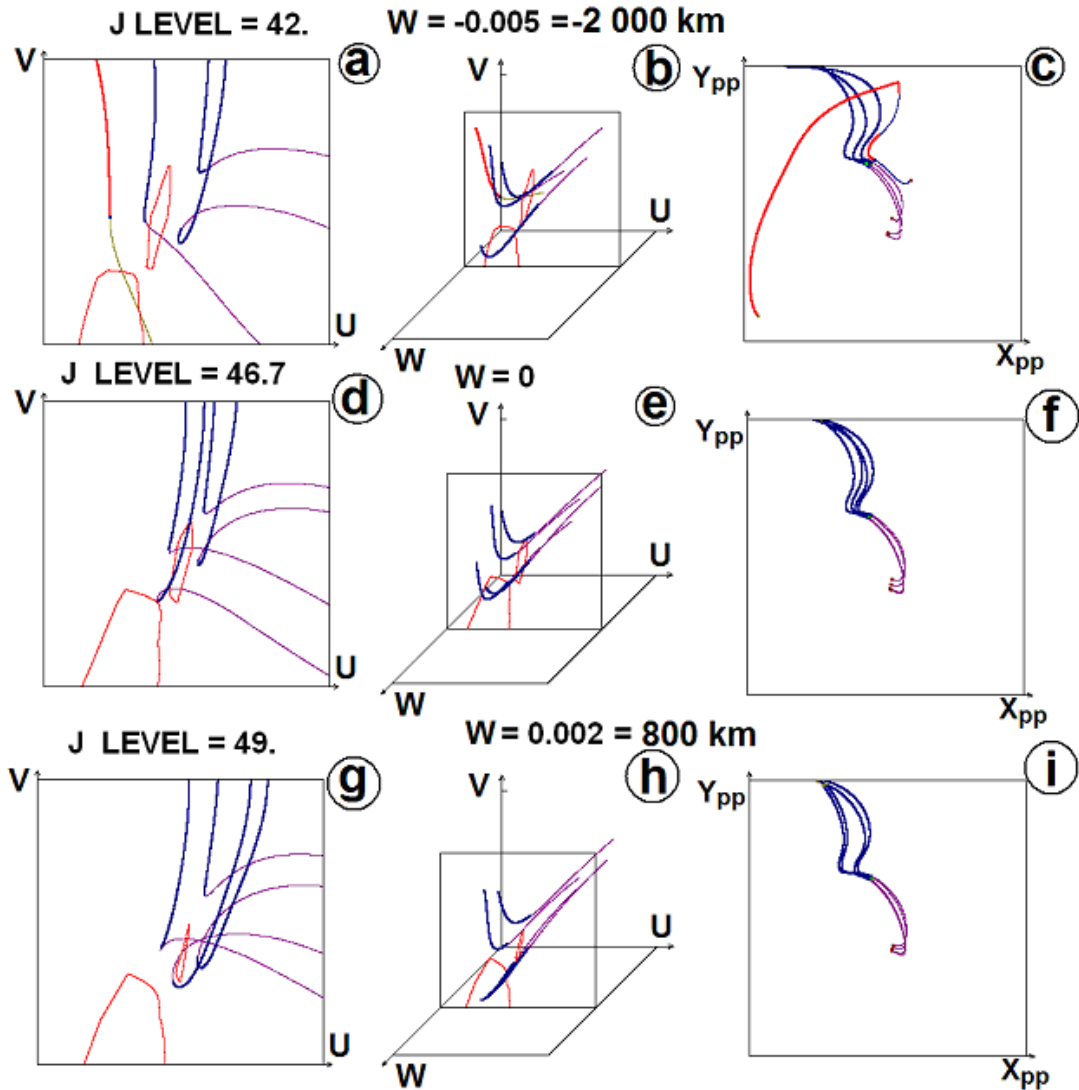 J LEVEL = 42. W = -0.005 =-2 000 km
V a V b Ypp c
U
U W Xpp
J LEVEL = 46.7 W = 0
V d V e Ypp f
U
U W Xpp
J LEVEL = 49. W = 0.002 = 800 km
V g V h Ypp i
U
U W Xpp